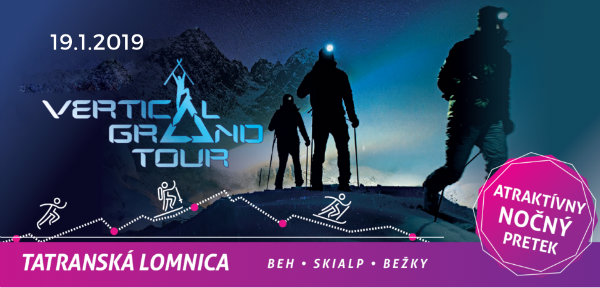 19.1.2019
VERTICAL
GRAND
TOUR
ATRAKTÍVNY
NOČNÝ
PRETEK
TATRANSKÁ LOMNICA
BEH • SKIALP • BEŽKY